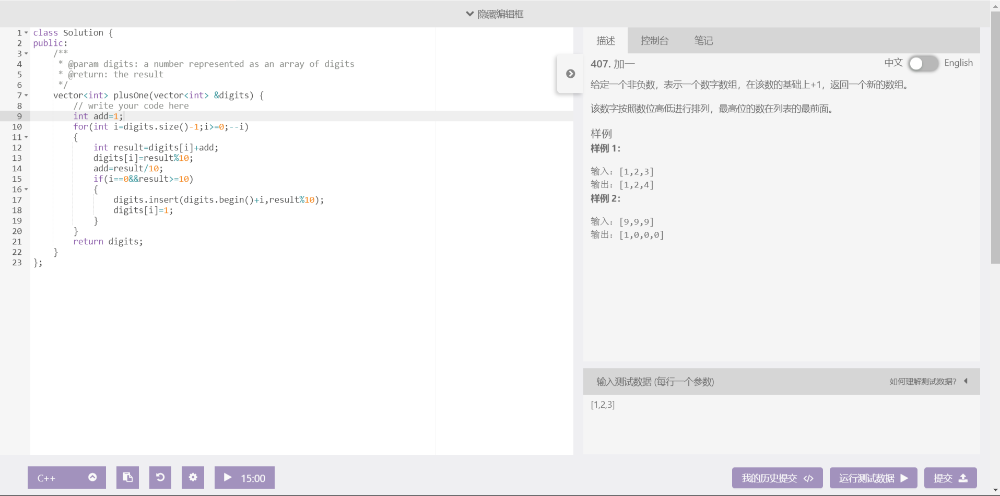 隐藏编辑框
1 class Solution {
2 public:
3     /**
4      * @param digits: a number represented as an array of digits
5      * @return: the result
6      */
7     vector<int> plusOne(vector<int> &digits) {
8         // write your code here
9         int add=1;
10         for(int i=digits.size()-1;i>=0;--i)
11         {
12             int result=digits[i]+add;
13             digits[i]=result%10;
14             add=result/10;
15             if(i==0&&result>=10)
16             {
17                 digits.insert(digits.begin()+i,result%10);
18                 digits[i]=1;
19             }
20         }
21         return digits;
22     }
23 };
描述 控制台 笔记
407. 加一
中文 English
给定一个非负数，表示一个数字数组，在该数的基础上+1，返回一个新的数组。
该数字按照数位高低进行排列，最高位的数在列表的最前面。
样例
样例 1:
输入：[1,2,3]
输出：[1,2,4]
样例 2:
输入：[9,9,9]
输出：[1,0,0,0]
输入测试数据 (每行一个参数) 如何理解测试数据?
[1,2,3]
C++ 15:00 我的历史提交 </> 运行测试数据 提交